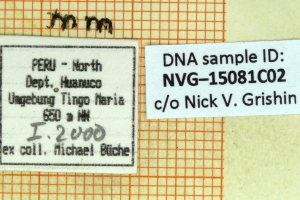 mm
PERU - North
Dept. Huanuco
Umgebung Tingo Maria
650 m NN
I. 2000
ex coll. Michael Büche
DNA sample ID:
NVG–15081C02
c/o Nick V. Grishin